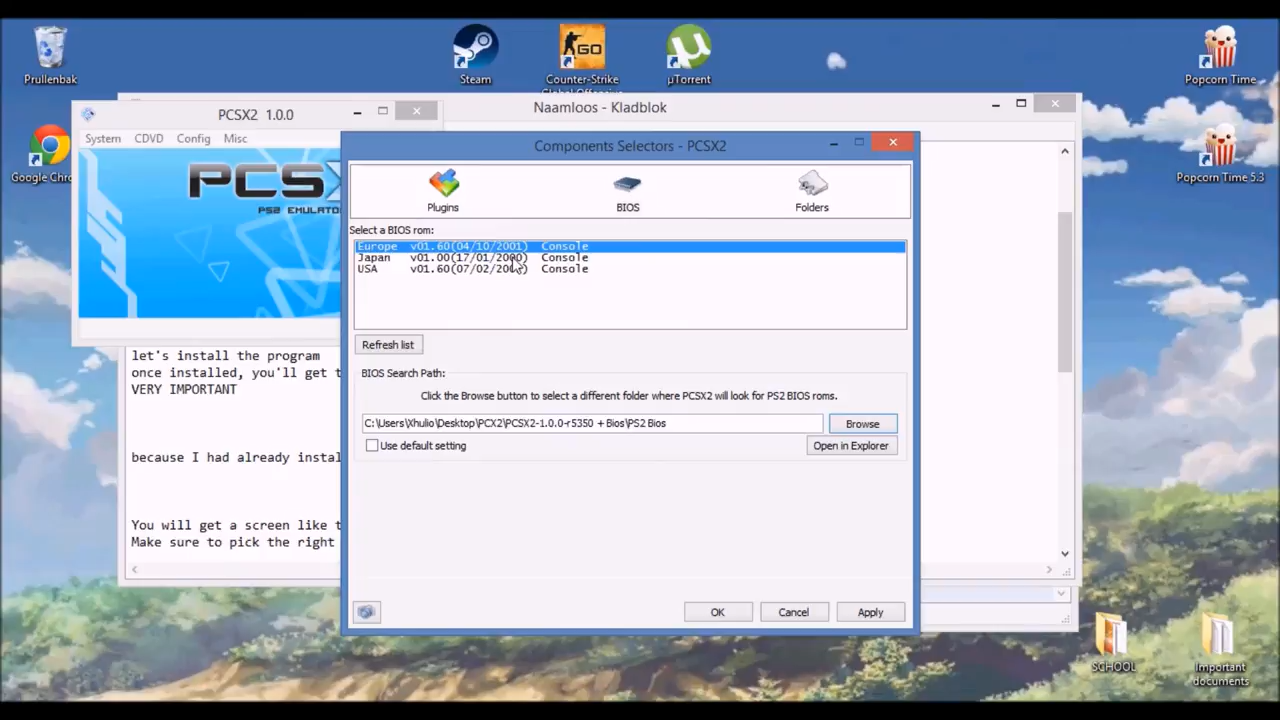 Prullenbak
Steam
Counter-Strike
Global Offensive
µTorrent
Popcorn Time
Popcorn Time 5.3
Google Chro
Naamloos - Kladblok
PCSX2 1.0.0
System CDVD Config Misc
PCSX
PS2 EMULATO
let's install the program
once installed, you'll get t
VERY IMPORTANT
because I had already instal
You will get a screen like t
Make sure to pick the right
Components Selectors - PCSX2
Plugins
BIOS
Folders
Select a BIOS rom:
Europe v01.60(04/10/2001) Console
Japan v01.00(17/01/2000) Console
USA v01.60(07/02/2002) Console
Refresh list
BIOS Search Path:
Click the Browse button to select a different folder where PCSX2 will look for PS2 BIOS roms.
C:\Users\Xhulio\Desktop\PCX2\PCSX2-1.0.0-r5350 + Bios\PS2 Bios
Browse
Use default setting
Open in Explorer
OK
Cancel
Apply
SCHOOL
Important
documents